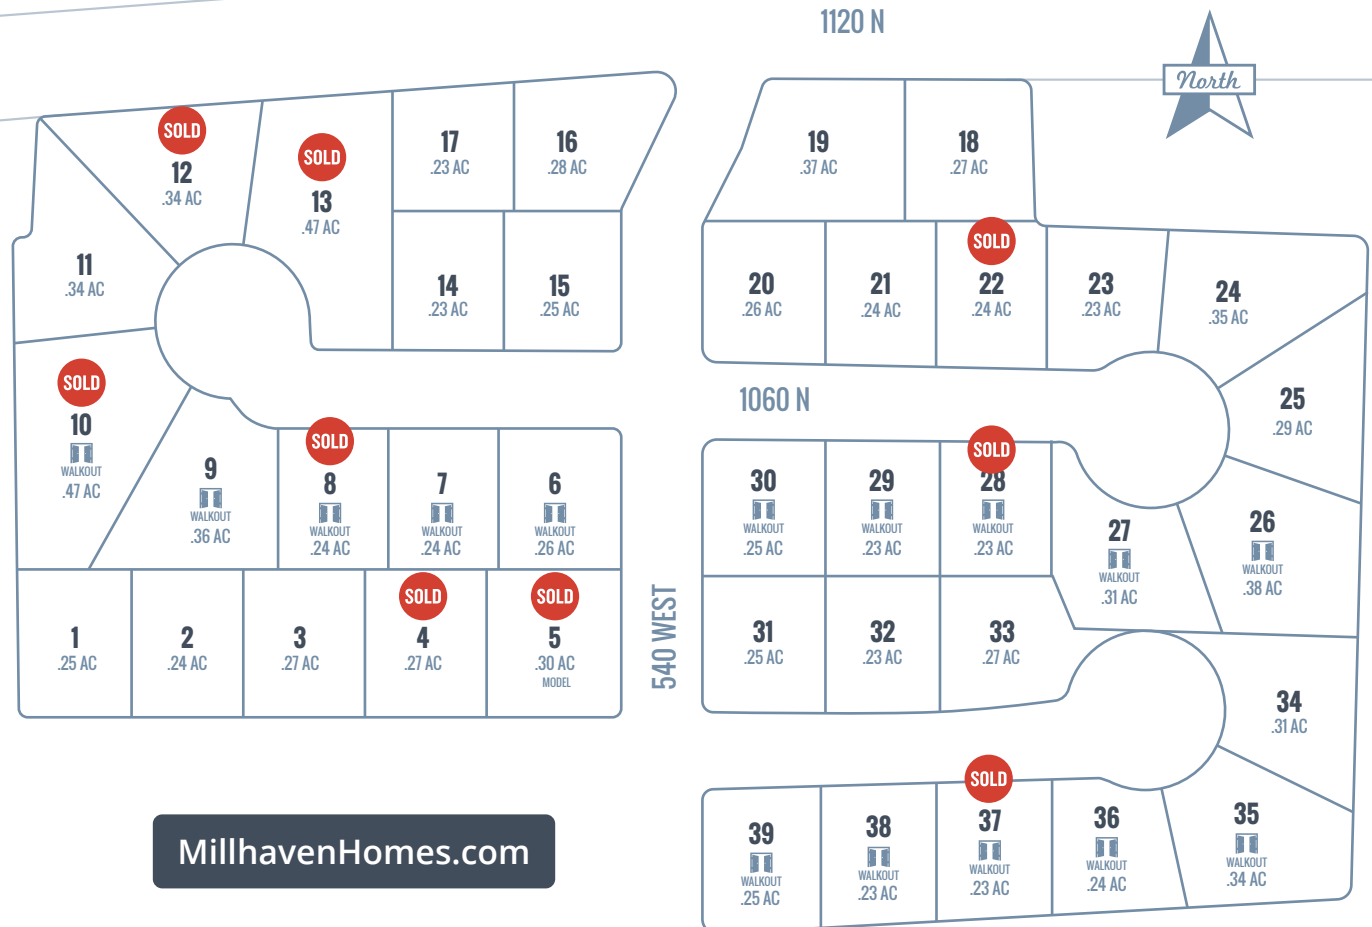 1120 N
North
SOLD
12
.34 AC
SOLD
13
.47 AC
17
.23 AC
16
.28 AC
11
.34 AC
14
.23 AC
15
.25 AC
SOLD
10
WALKOUT
.47 AC
9
WALKOUT
.36 AC
SOLD
8
WALKOUT
.24 AC
7
WALKOUT
.24 AC
6
WALKOUT
.26 AC
1
.25 AC
2
.24 AC
3
.27 AC
SOLD
4
.27 AC
SOLD
5
.30 AC
MODEL
540 WEST
19
.37 AC
18
.27 AC
20
.26 AC
21
.24 AC
SOLD
22
.24 AC
23
.23 AC
24
.35 AC
25
.29 AC
1060 N
30
WALKOUT
.25 AC
29
WALKOUT
.23 AC
SOLD
28
WALKOUT
.23 AC
27
WALKOUT
.31 AC
26
WALKOUT
.38 AC
31
.25 AC
32
.23 AC
33
.27 AC
34
.31 AC
39
WALKOUT
.25 AC
38
WALKOUT
.23 AC
SOLD
37
WALKOUT
.23 AC
36
WALKOUT
.24 AC
35
WALKOUT
.34 AC
MillhavenHomes.com